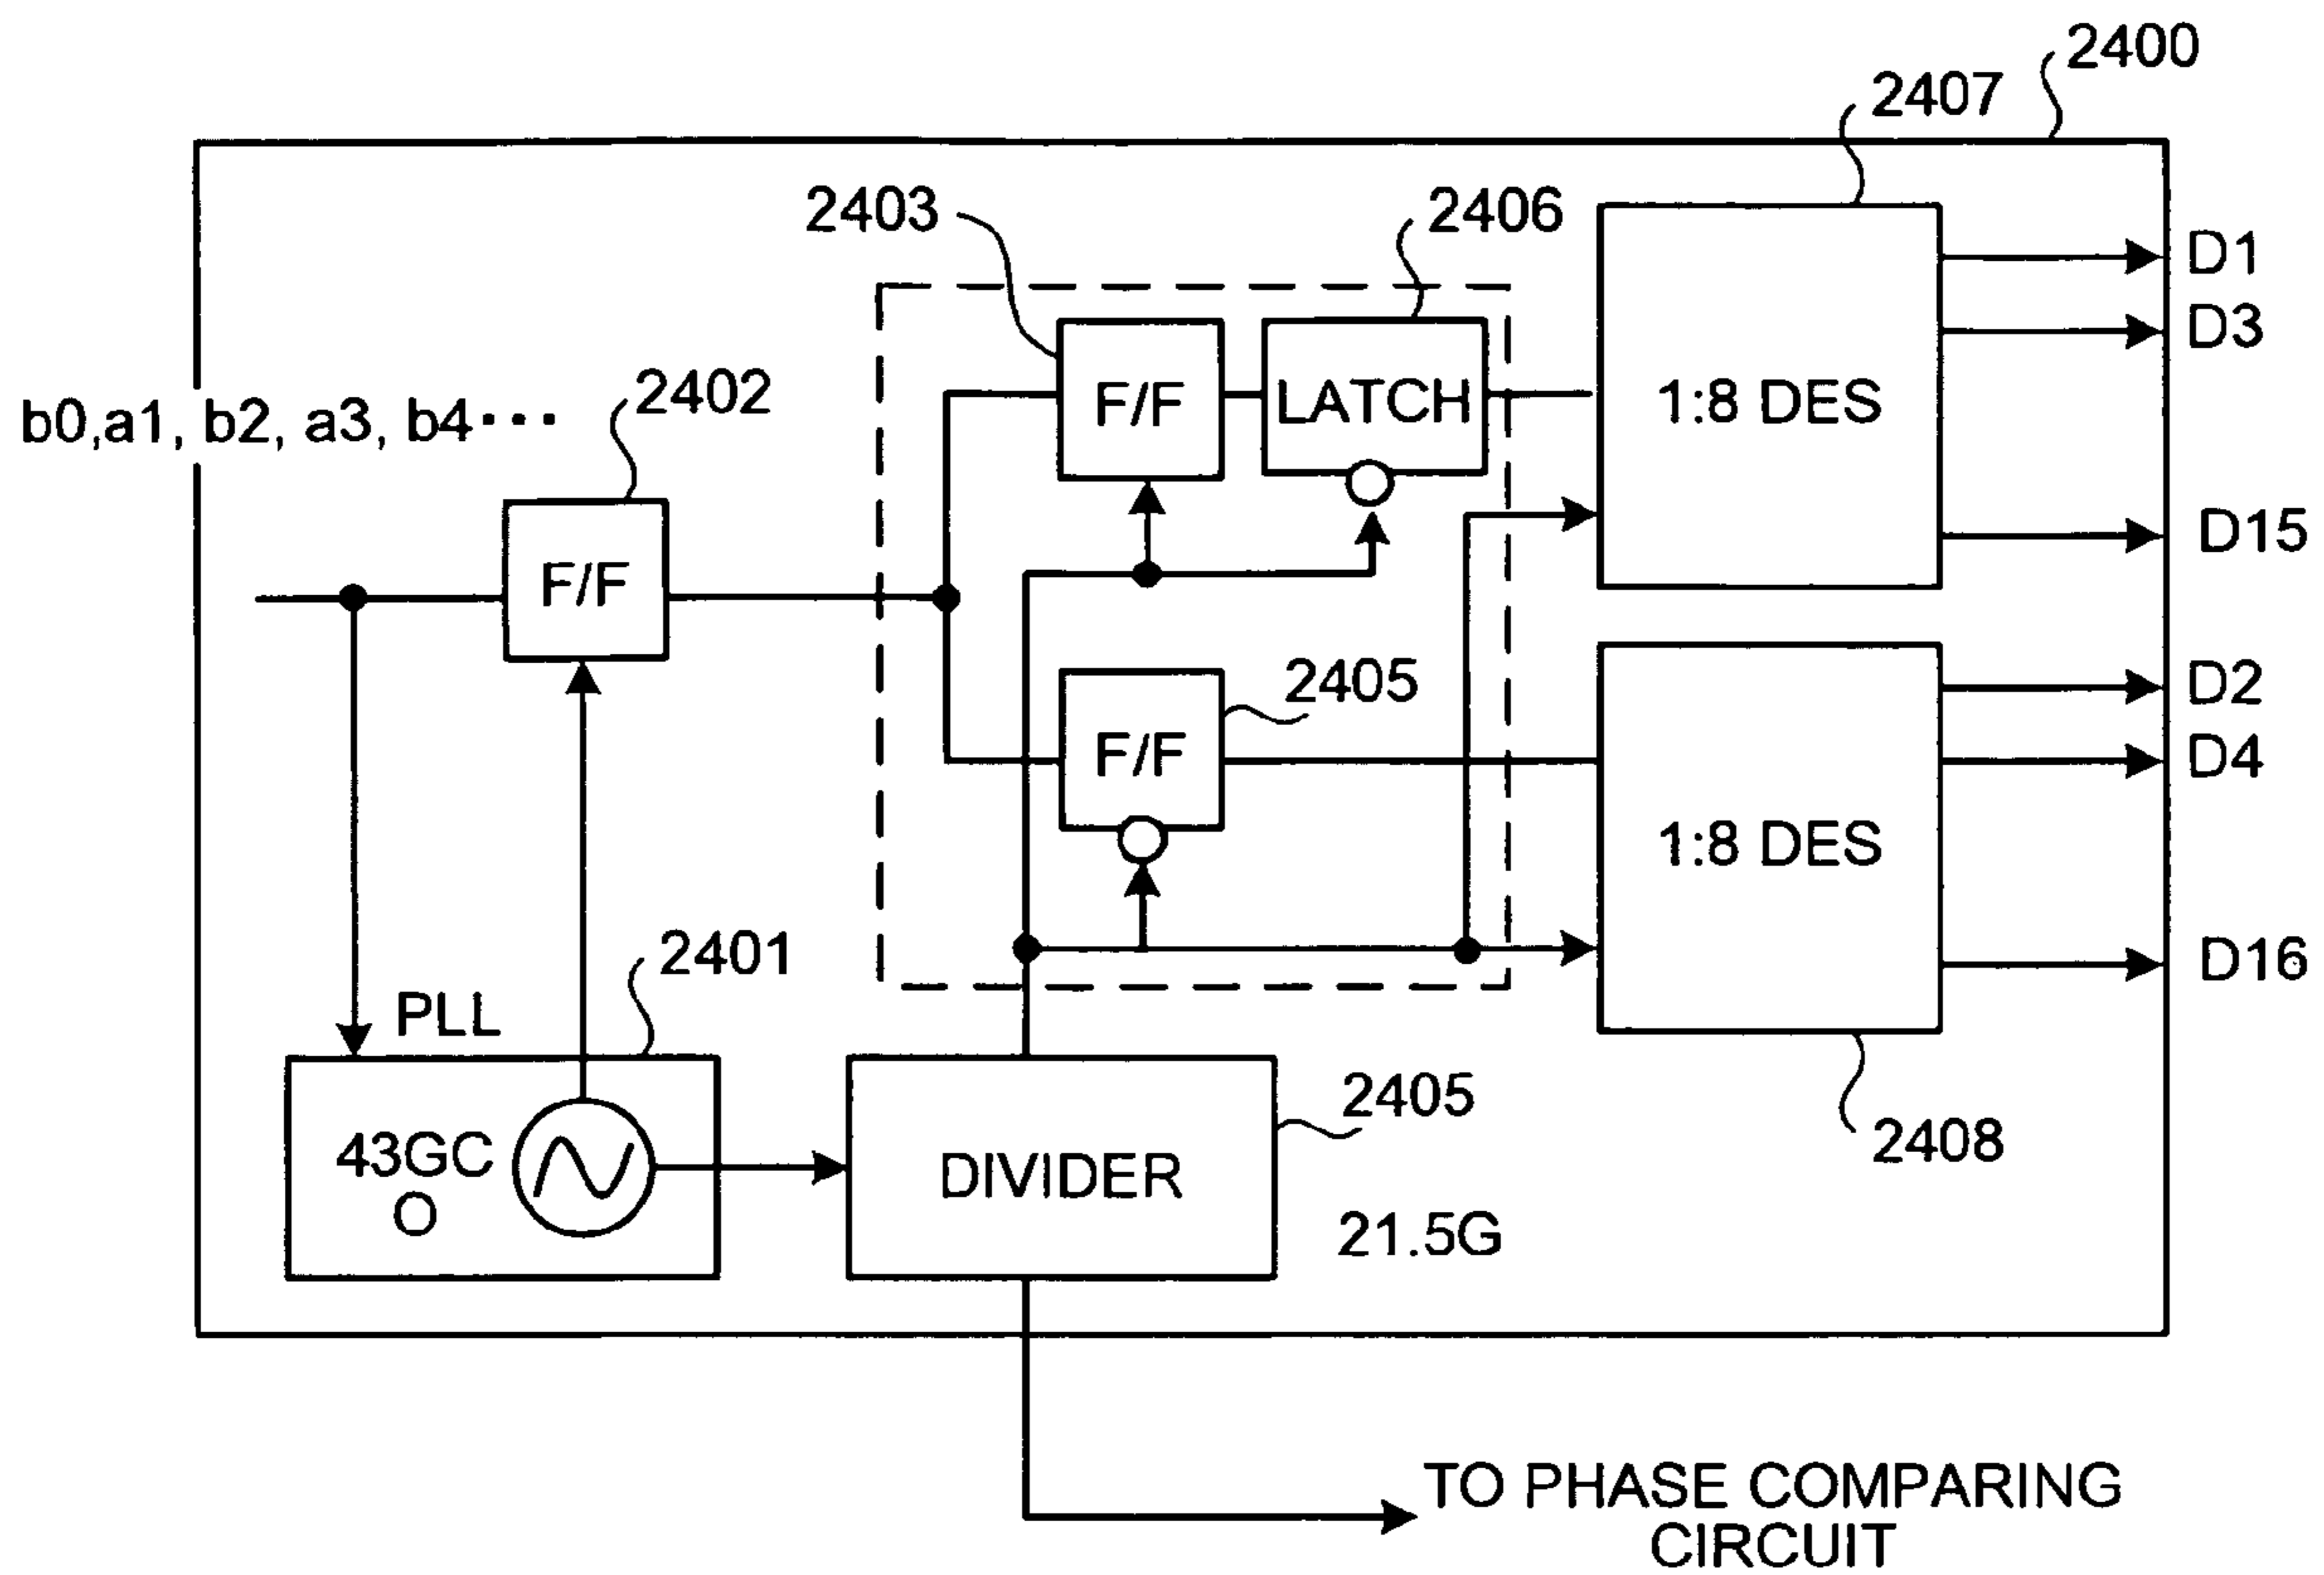 2400
2407
2403
2406
D1
D3
2402
b0,a1, b2, a3, b4···
F/F
LATCH
1:8 DES
D15
F/F
2405
D2
F/F
D4
1:8 DES
2401
D16
PLL
2405
2408
43GC
O
DIVIDER
21.5G
TO PHASE COMPARING
CIRCUIT